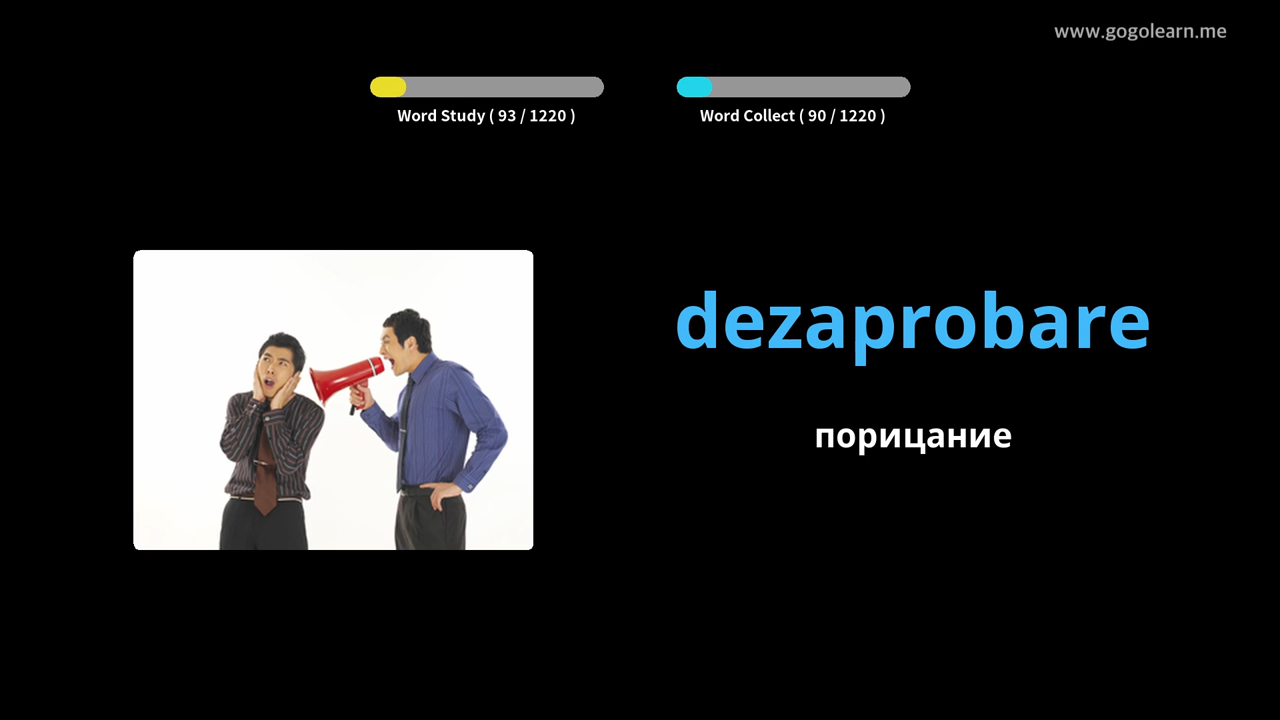 www.gogolearn.me
Word Study ( 93 / 1220 )
Word Collect ( 90 / 1220 )
dezaprobare
порицание